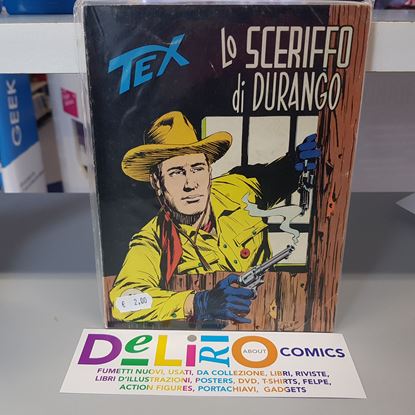 TEX
Lo SCERIFFO
di DURANGO
GEEK
€ 2,00
DeLiRiO ABOUT COMICS
FUMETTI NUOVI, USATI, DA COLLEZIONE, LIBRI, RIVISTE,
LIBRI D'ILLUSTRAZIONI, POSTERS, DVD, T-SHIRTS, FELPE,
ACTION FIGURES, PORTACHIAVI, GADGETS